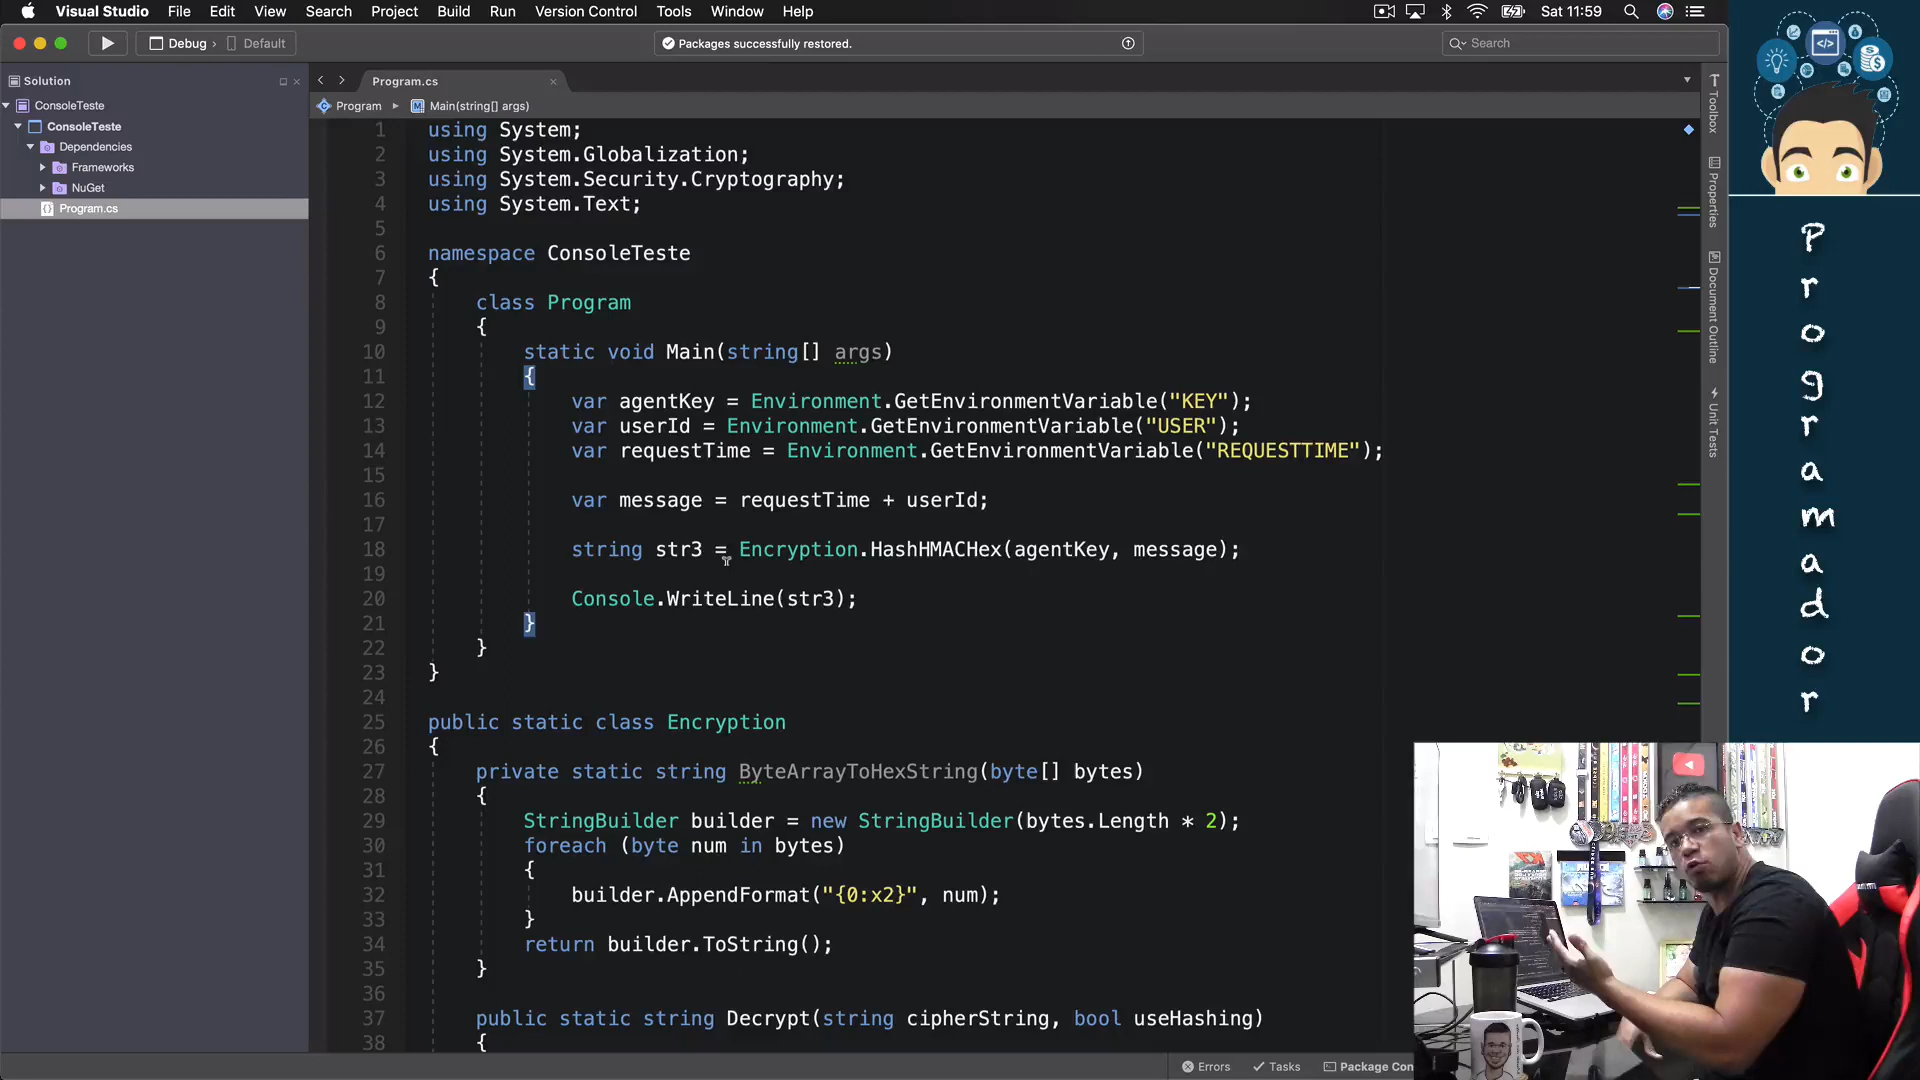 Visual Studio File Edit View Search Project Build Run Version Control Tools Window Help Sat 11:59
Debug › Default
Packages successfully restored.
Search
Solution
ConsoleTeste
ConsoleTeste
Dependencies
Frameworks
NuGet
Program.cs
Program.cs
Program ▸ Main(string[] args)
1 using System;
2 using System.Globalization;
3 using System.Security.Cryptography;
4 using System.Text;
5
6 namespace ConsoleTeste
7 {
8 class Program
9 {
10 static void Main(string[] args)
11 {
12 var agentKey = Environment.GetEnvironmentVariable("KEY");
13 var userId = Environment.GetEnvironmentVariable("USER");
14 var requestTime = Environment.GetEnvironmentVariable("REQUESTTIME");
15
16 var message = requestTime + userId;
17
18 string str3 = Encryption.HashHMACHex(agentKey, message);
19
20 Console.WriteLine(str3);
21 }
22 }
23 }
24
25 public static class Encryption
26 {
27 private static string ByteArrayToHexString(byte[] bytes)
28 {
29 StringBuilder builder = new StringBuilder(bytes.Length * 2);
30 foreach (byte num in bytes)
31 {
32 builder.AppendFormat("{0:x2}", num);
33 }
34 return builder.ToString();
35 }
36
37 public static string Decrypt(string cipherString, bool useHashing)
38 {
Errors Tasks Package Con
Toolbox
Properties
Document Outline
Unit Tests
</>
Programador